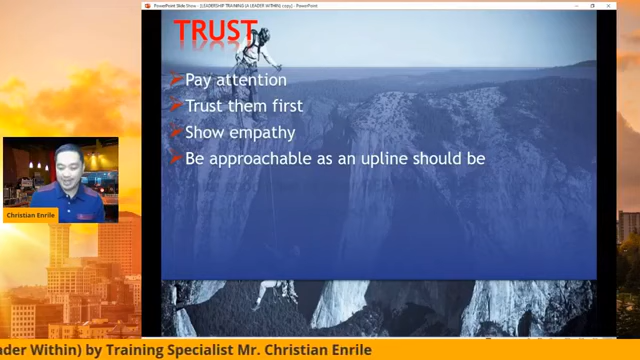 PowerPoint Slide Show - [LEADERSHIP TRAINING (A LEADER WITHIN) copy] - PowerPoint
TRUST
Pay attention
Trust them first
Show empathy
Be approachable as an upline should be
Christian Enrile
ader Within) by Training Specialist Mr. Christian Enrile